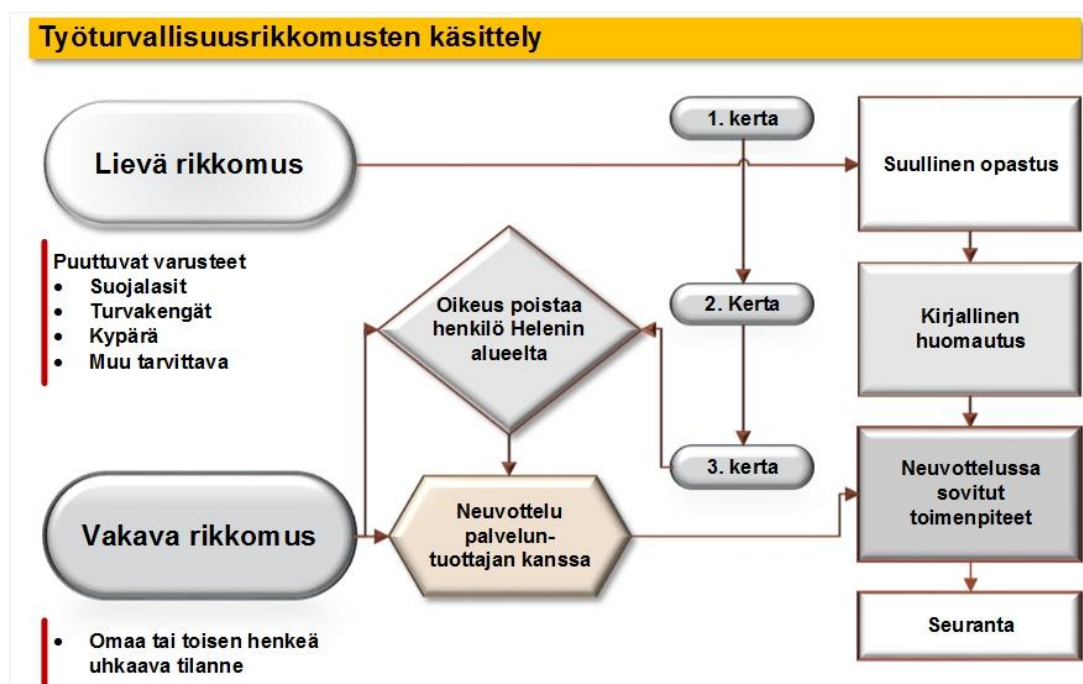 Työturvallisuusrikkomusten käsittely
Lievä rikkomus
1. kerta
Suullinen opastus
Puuttuvat varusteet
• Suojalasit
• Turvakengät
• Kypärä
• Muu tarvittava
Oikeus poistaa
henkilö Helenin
alueelta
2. Kerta
Kirjallinen
huomautus
3. kerta
Neuvottelussa
sovitut
toimenpiteet
Vakava rikkomus
Neuvottelu
palvelun-
tuottajan kanssa
Seuranta
• Omaa tai toisen henkeä
uhkaava tilanne